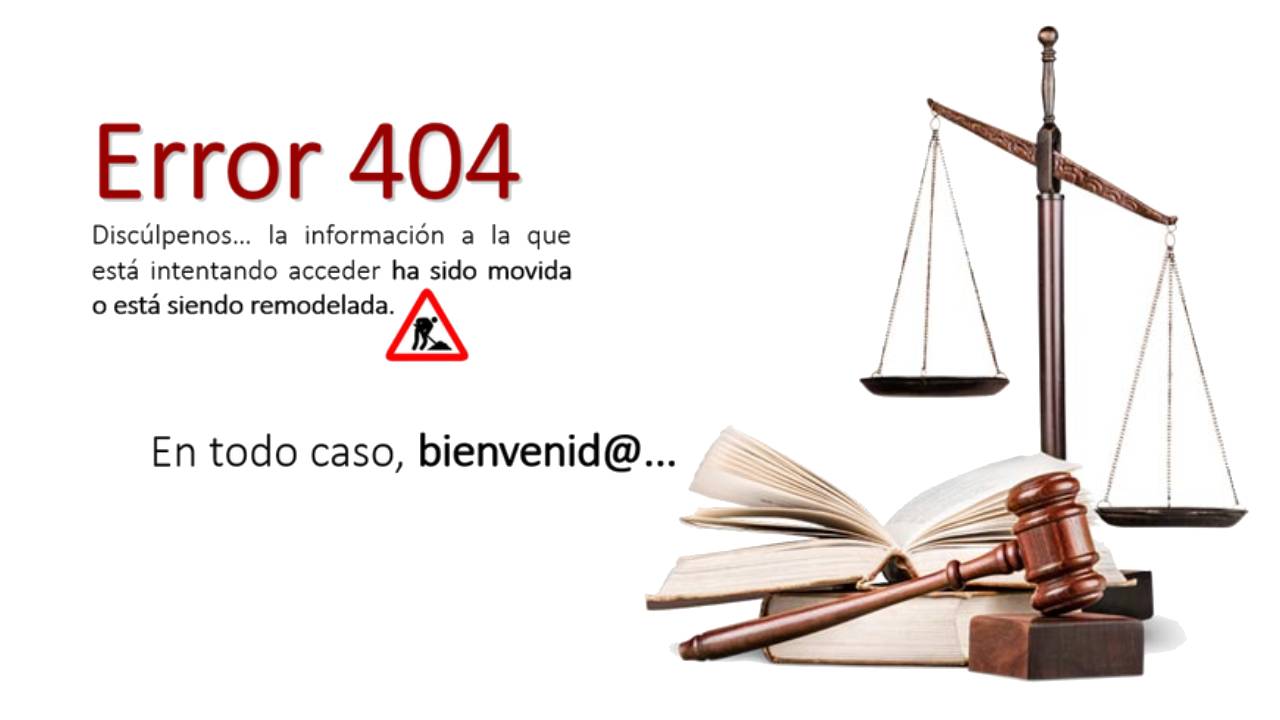 Error 404
Discúlpenos... la información a la que
está intentando acceder ha sido movida
o está siendo remodelada.
En todo caso, bienvenid@...